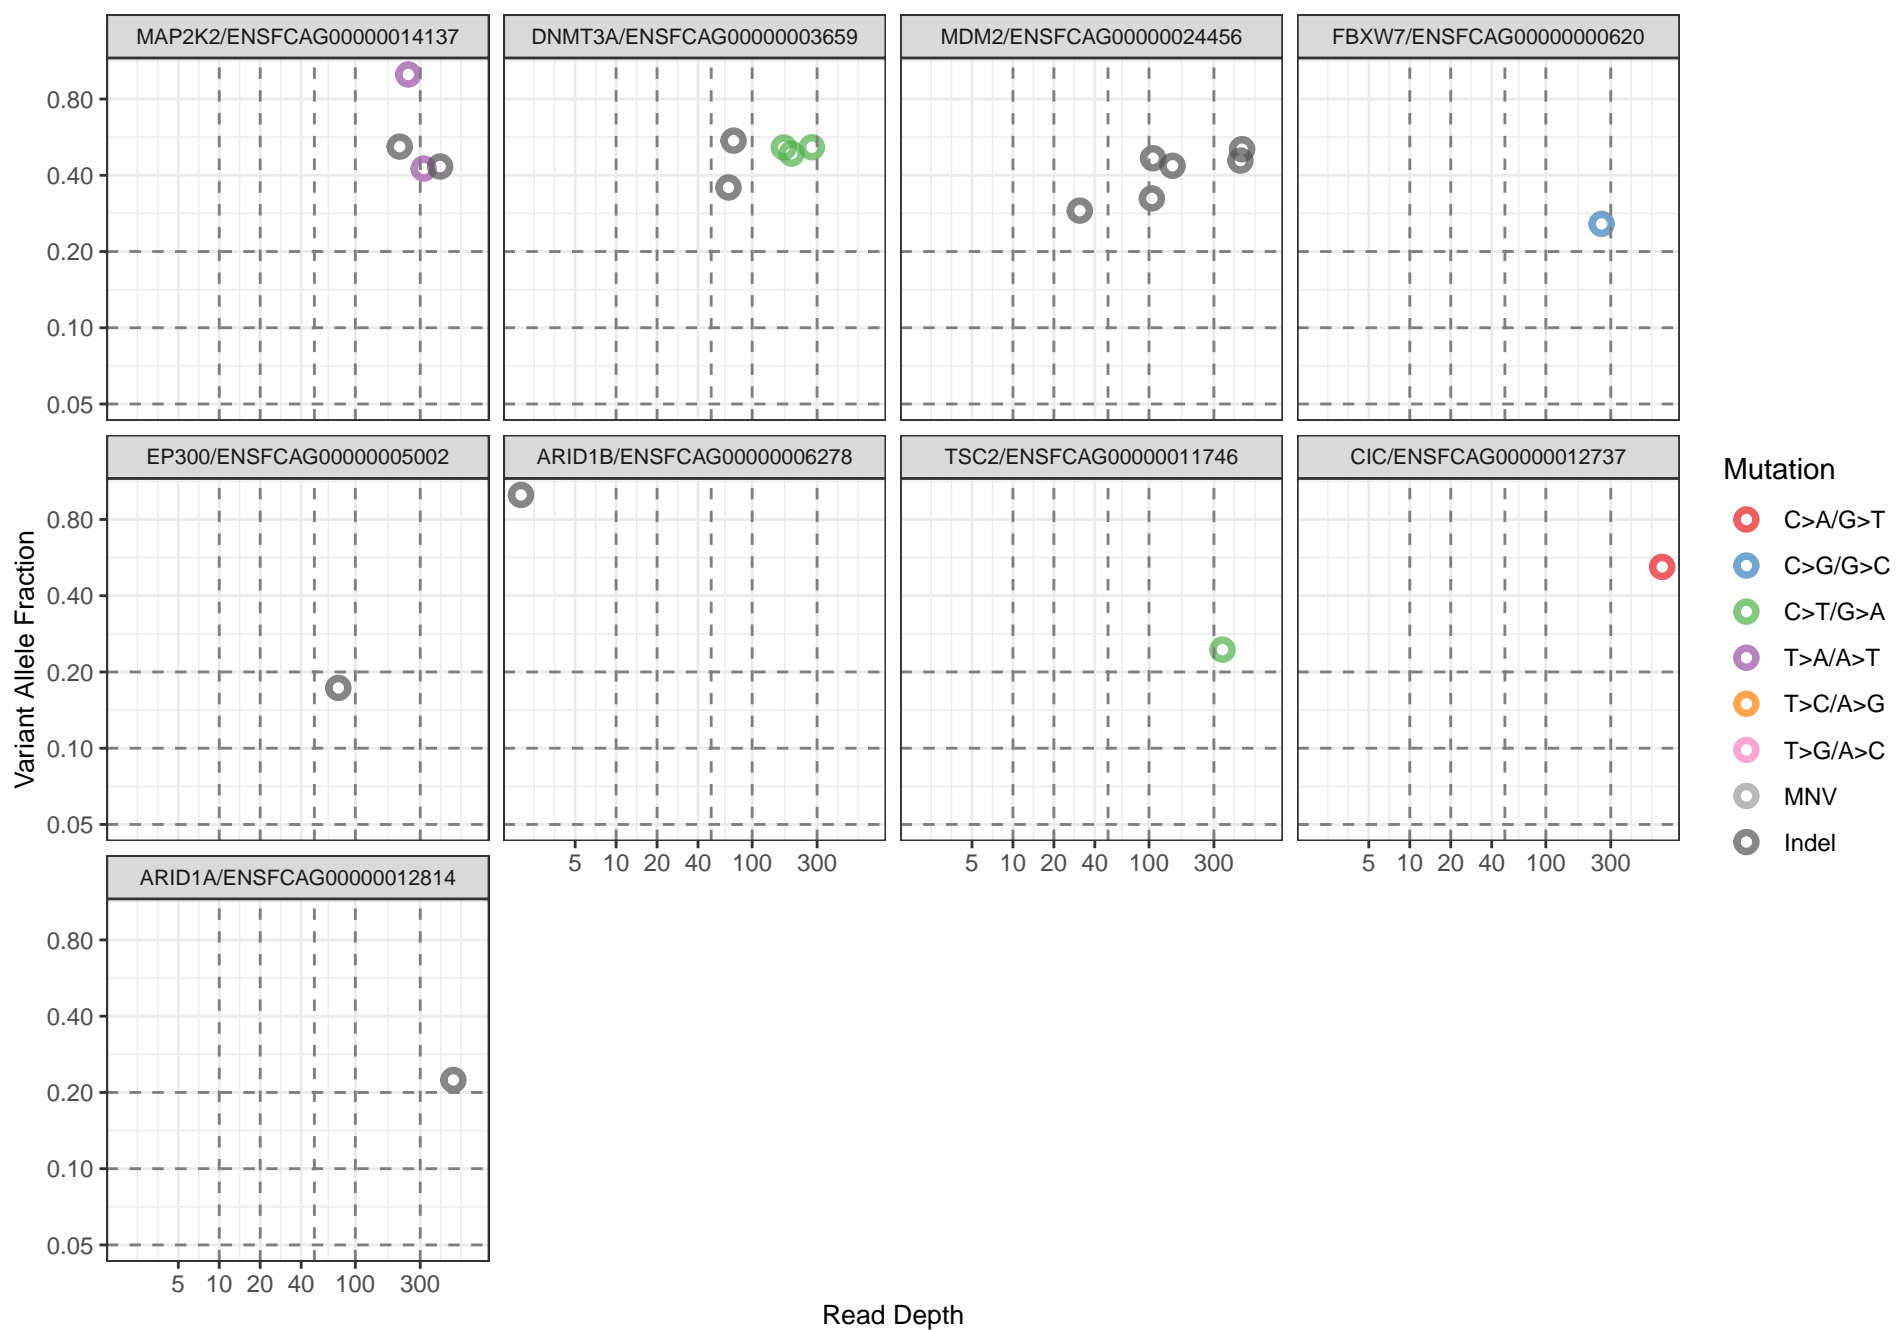 MAP2K2/ENSFCAG00000014137 DNMT3A/ENSFCAG00000003659 MDM2/ENSFCAG00000024456 FBXW7/ENSFCAG00000000620
0.80
0.40
0.20
0.10
0.05
EP300/ENSFCAG00000005002 ARID1B/ENSFCAG00000006278 TSC2/ENSFCAG00000011746 CIC/ENSFCAG00000012737
0.80
0.40
0.20
0.10
0.05
5 10 20 40 100 300 5 10 20 40 100 300 5 10 20 40 100 300
ARID1A/ENSFCAG00000012814
0.80
0.40
0.20
0.10
0.05
5 10 20 40 100 300
Read Depth
Variant Allele Fraction
Mutation
C>A/G>T
C>G/G>C
C>T/G>A
T>A/A>T
T>C/A>G
T>G/A>C
MNV
Indel